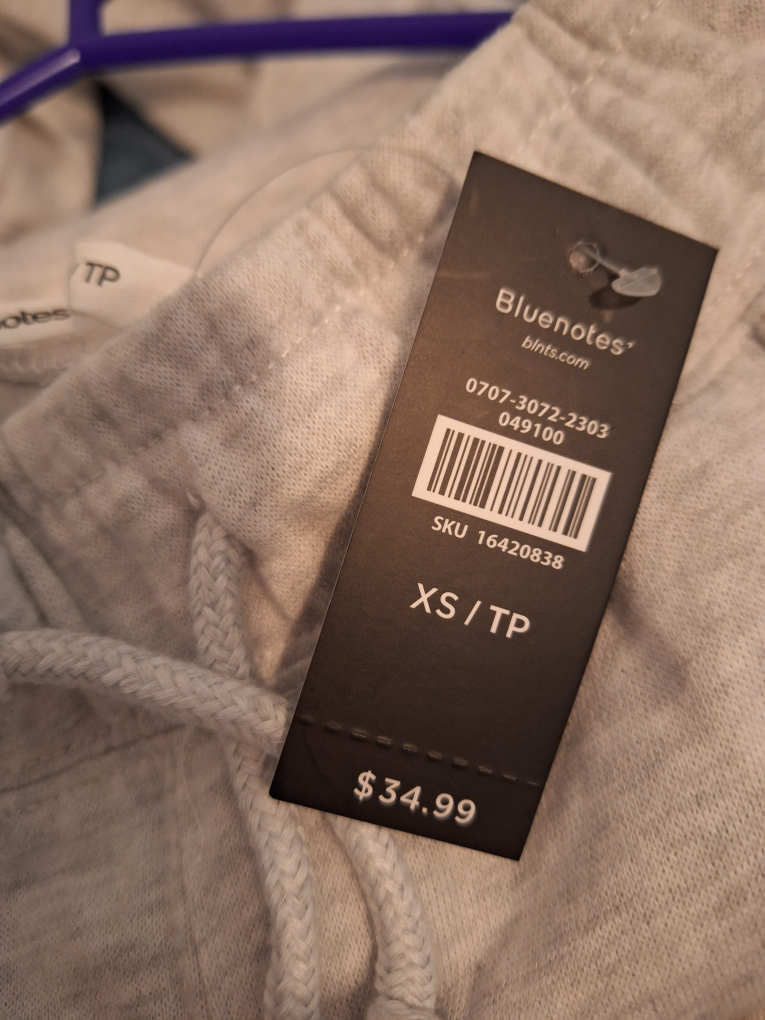 TP
otes
Bluenotes
blnts.com
0707-3072-2303
049100
SKU 16420838
XS / TP
$34.99